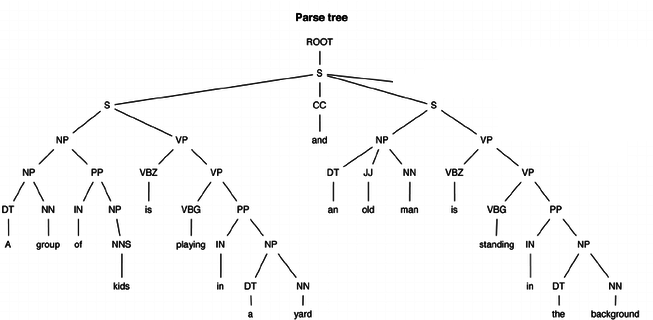 Parse tree
ROOT
S
S CC S
NP VP and NP VP
NP PP VBZ VP DT JJ NN VBZ VP
DT NN IN NP is VBG PP an old man is VBG PP
A group of NNS playing IN NP standing IN NP
kids in DT NN in DT NN
a yard the background